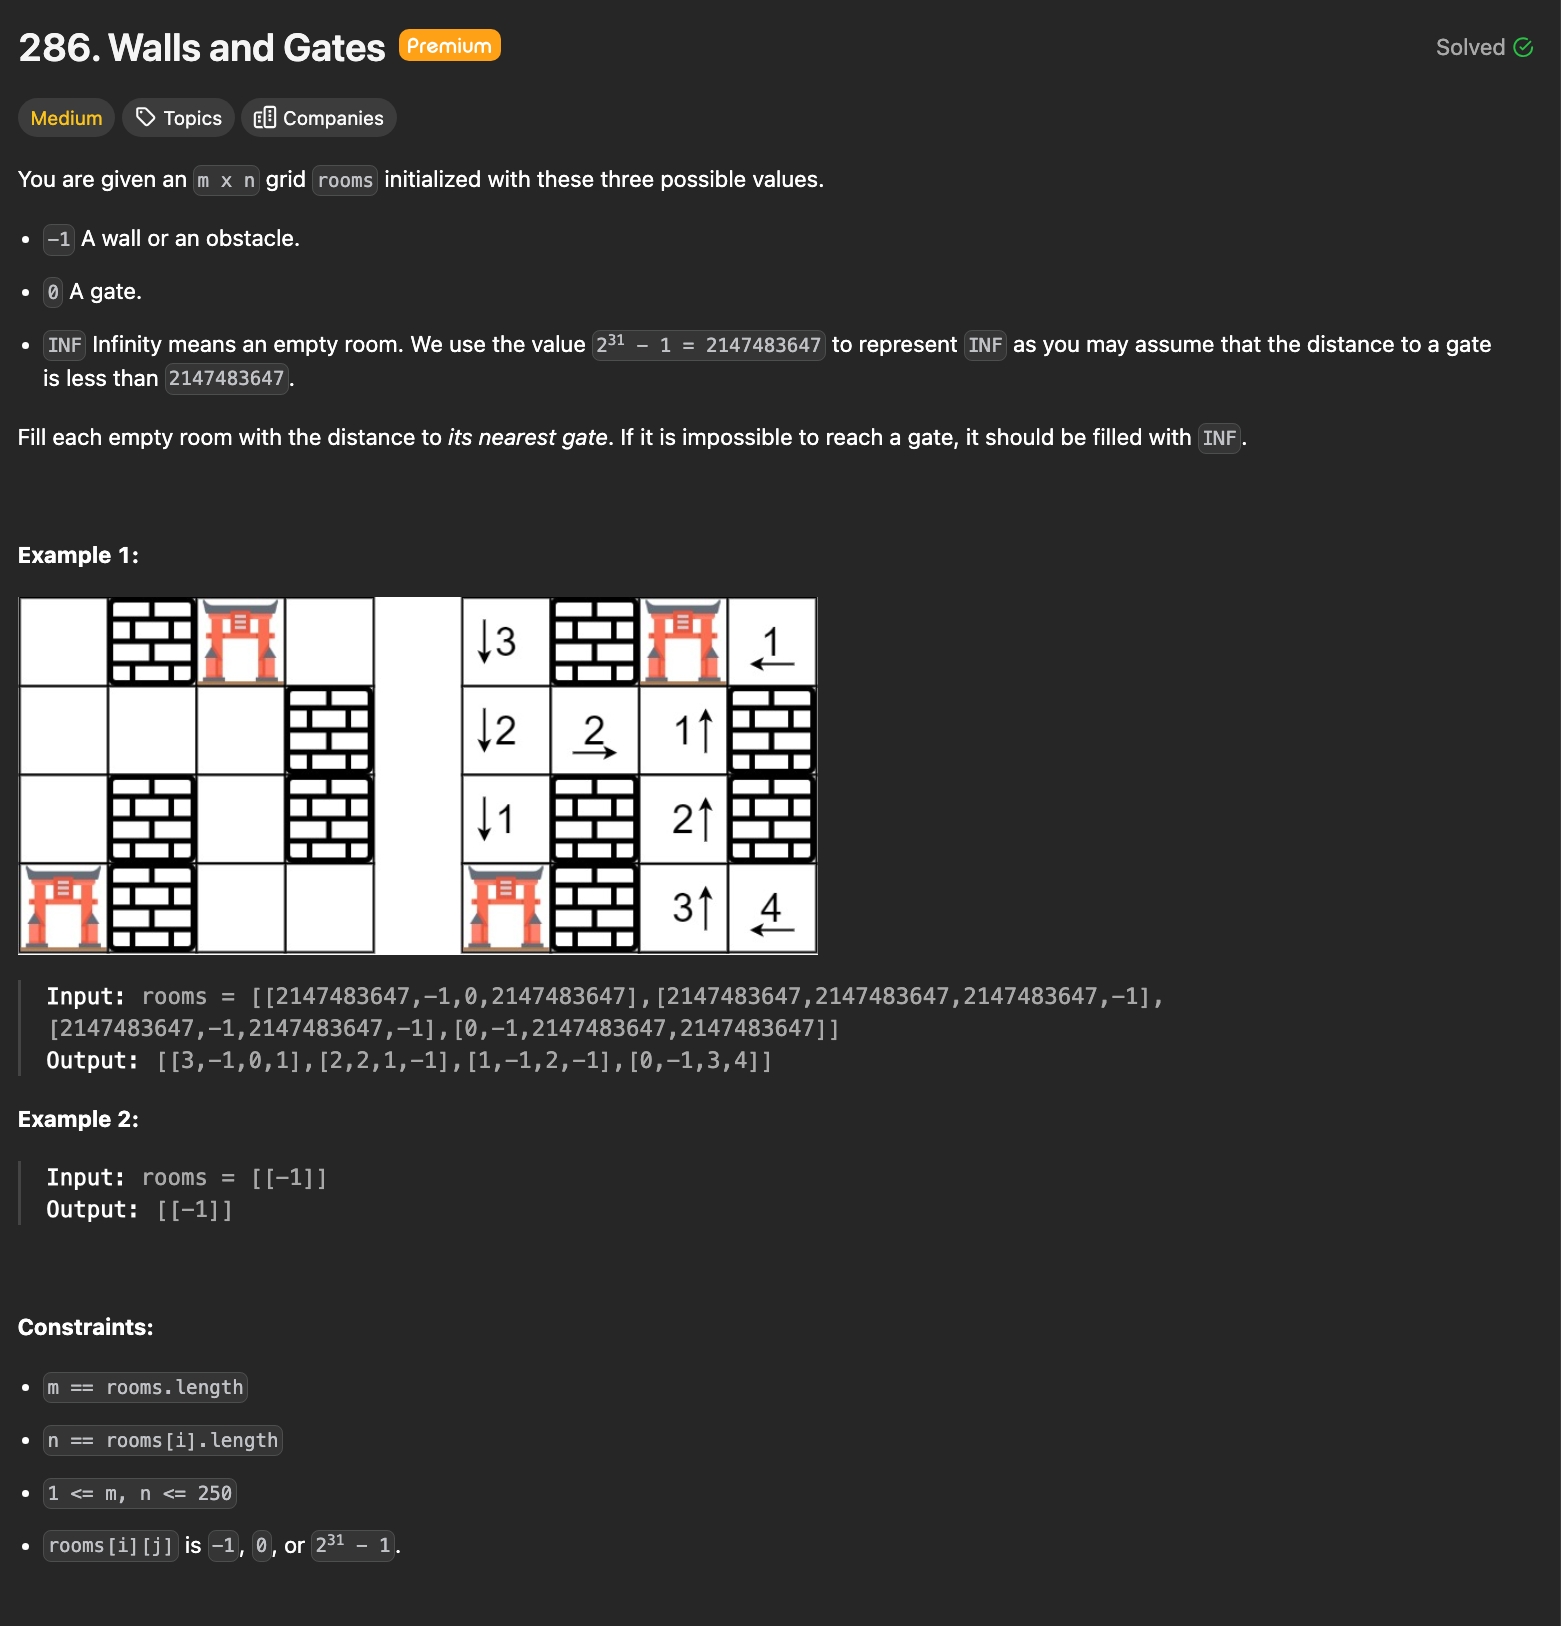 286. Walls and Gates Premium Solved
Medium Topics Companies
You are given an m x n grid rooms initialized with these three possible values.
• -1 A wall or an obstacle.
• 0 A gate.
• INF Infinity means an empty room. We use the value 2³¹ - 1 = 2147483647 to represent INF as you may assume that the distance to a gate
is less than 2147483647.
Fill each empty room with the distance to its nearest gate. If it is impossible to reach a gate, it should be filled with INF.
Example 1:
↓3 1←
↓2 2→ 1↑
↓1 2↑
3↑ 4←
Input: rooms = [[2147483647,-1,0,2147483647],[2147483647,2147483647,2147483647,-1],
[2147483647,-1,2147483647,-1],[0,-1,2147483647,2147483647]]
Output: [[3,-1,0,1],[2,2,1,-1],[1,-1,2,-1],[0,-1,3,4]]
Example 2:
Input: rooms = [[-1]]
Output: [[-1]]
Constraints:
• m == rooms.length
• n == rooms[i].length
• 1 <= m, n <= 250
• rooms[i][j] is -1, 0, or 2³¹ - 1.